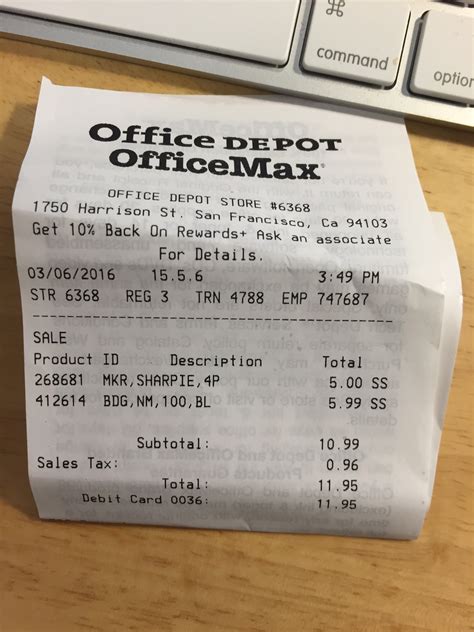 ⌘
command
option
Office DEPOT
OfficeMax®
OFFICE DEPOT STORE #6368
1750 Harrison St. San Francisco, Ca 94103
Get 10% Back On Rewards+ Ask an associate
For Details.
03/06/2016 15.5.6 3:49 PM
STR 6368 REG 3 TRN 4788 EMP 747687
SALE
Product ID Description Total
268681 MKR,SHARPIE,4P 5.00 SS
412614 BDG,NM,100,BL 5.99 SS
Subtotal: 10.99
Sales Tax: 0.96
Total: 11.95
Debit Card 0036: 11.95